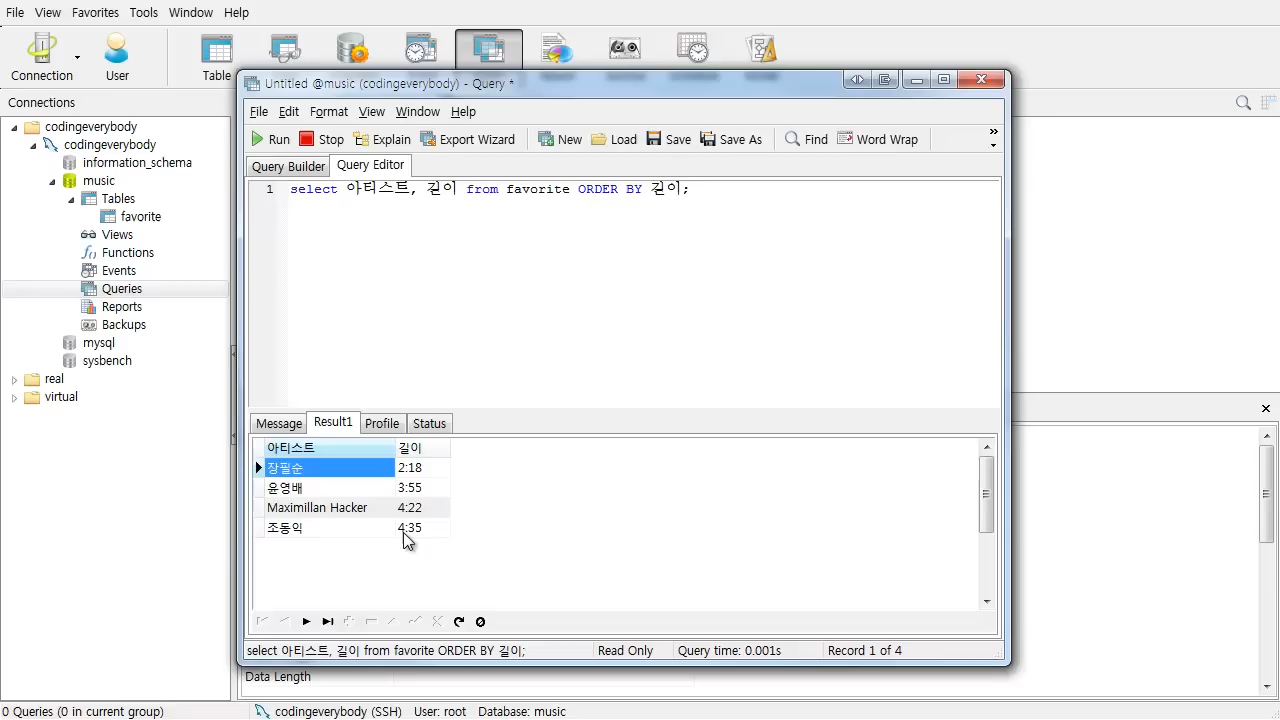 File View Favorites Tools Window Help
Connection User Table
Untitled @music (codingeverybody) - Query *
Connections
codingeverybody
codingeverybody
information_schema
music
Tables
favorite
Views
Functions
Events
Queries
Reports
Backups
mysql
sysbench
real
virtual
File Edit Format View Window Help
Run Stop Explain Export Wizard New Load Save Save As Find Word Wrap
Query Builder Query Editor
1 select 아티스트, 길이 from favorite ORDER BY 길이;
Message Result1 Profile Status
아티스트 길이
장필순 2:18
윤영배 3:55
Maximillan Hacker 4:22
조동익 4:35
select 아티스트, 길이 from favorite ORDER BY 길이; Read Only Query time: 0.001s Record 1 of 4
Data Length
0 Queries (0 in current group) codingeverybody (SSH) User: root Database: music